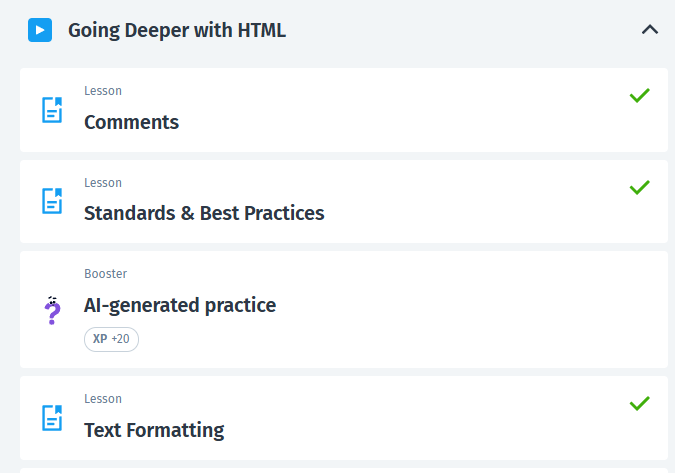 Going Deeper with HTML
Lesson
Comments
Lesson
Standards & Best Practices
Booster
AI-generated practice
XP +20
Lesson
Text Formatting